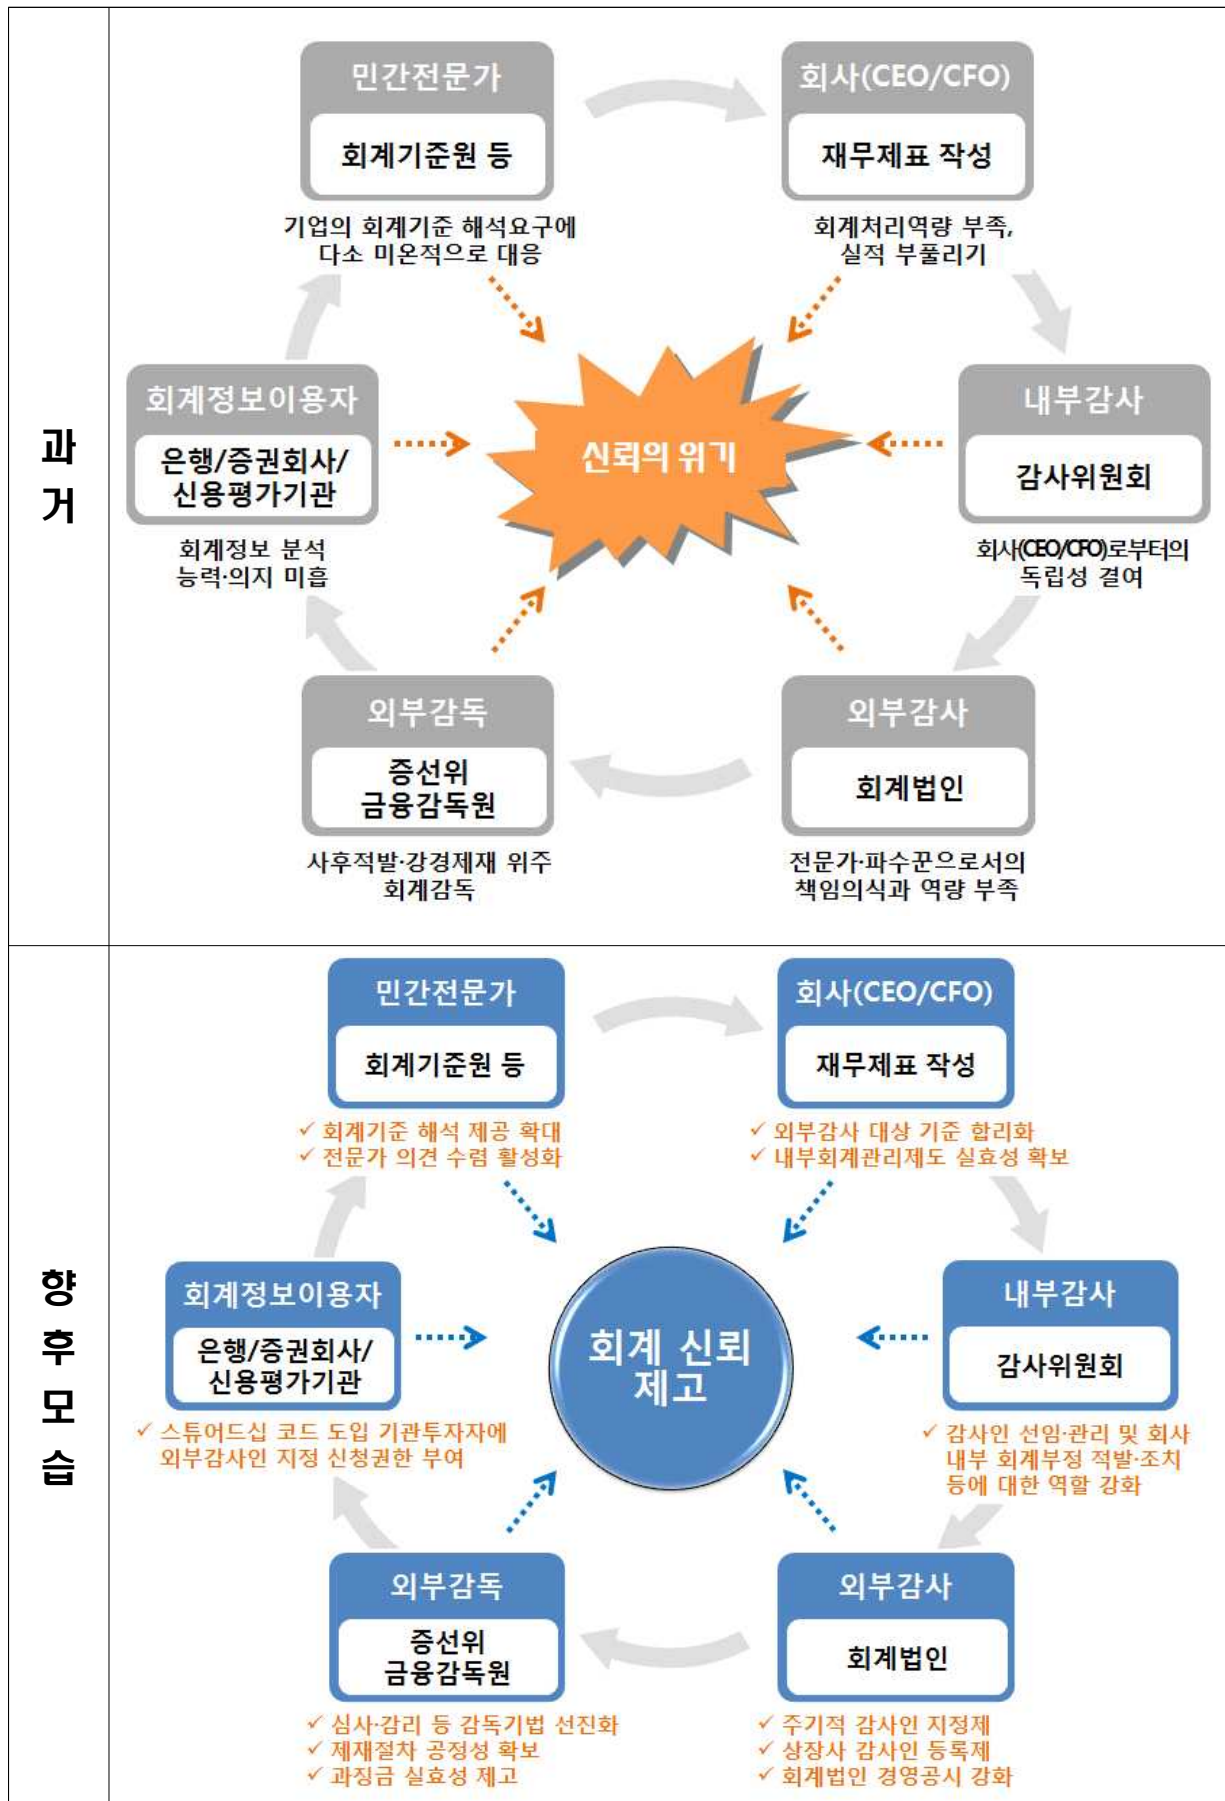 과
거
민간전문가
회계기준원 등
기업의 회계기준 해석요구에
다소 미온적으로 대응
회사(CEO/CFO)
재무제표 작성
회계처리역량 부족,
실적 부풀리기
회계정보이용자
은행/증권회사/
신용평가기관
회계정보 분석
능력·의지 미흡
신뢰의 위기
내부감사
감사위원회
회사(CEO/CFO)로부터의
독립성 결여
외부감독
증선위
금융감독원
사후적발·강경제재 위주
회계감독
외부감사
회계법인
전문가·파수꾼으로서의
책임의식과 역량 부족
향
후
모
습
민간전문가
회계기준원 등
✓ 회계기준 해석 제공 확대
✓ 전문가 의견 수렴 활성화
회사(CEO/CFO)
재무제표 작성
✓ 외부감사 대상 기준 합리화
✓ 내부회계관리제도 실효성 확보
회계정보이용자
은행/증권회사/
신용평가기관
✓ 스튜어드십 코드 도입 기관투자자에
외부감사인 지정 신청권한 부여
회계 신뢰
제고
내부감사
감사위원회
✓ 감사인 선임·관리 및 회사
내부 회계부정 적발·조치
등에 대한 역할 강화
외부감독
증선위
금융감독원
✓ 심사·감리 등 감독기법 선진화
✓ 제재절차 공정성 확보
✓ 과징금 실효성 제고
외부감사
회계법인
✓ 주기적 감사인 지정제
✓ 상장사 감사인 등록제
✓ 회계법인 경영공시 강화